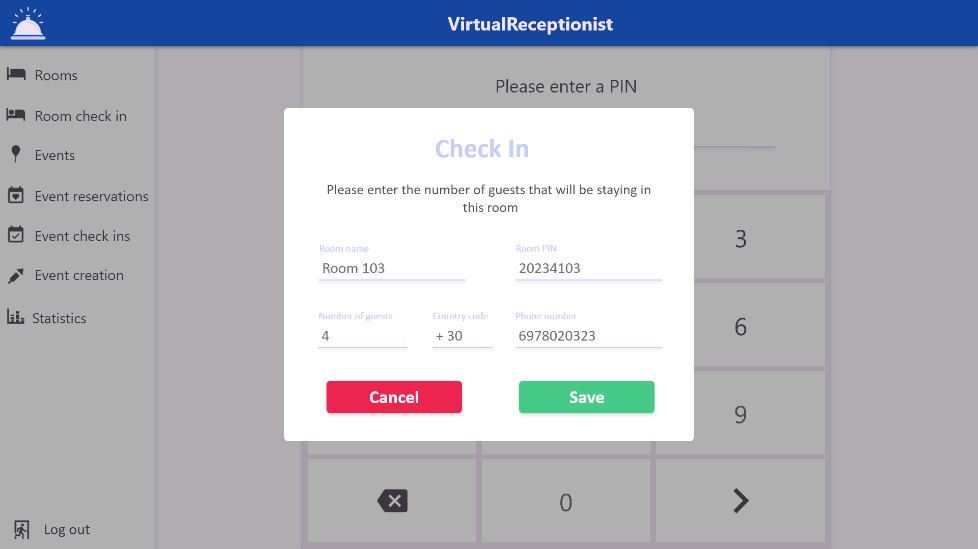 VirtualReceptionist
Rooms
Room check in
Events
Event reservations
Event check ins
Event creation
Statistics
Log out
Please enter a PIN
Check In
Please enter the number of guests that will be staying in
this room
Room name
Room PIN
Room 103
20234103
Number of guests
Country code
Phone number
4
+ 30
6978020323
Cancel
Save
3
6
9
0